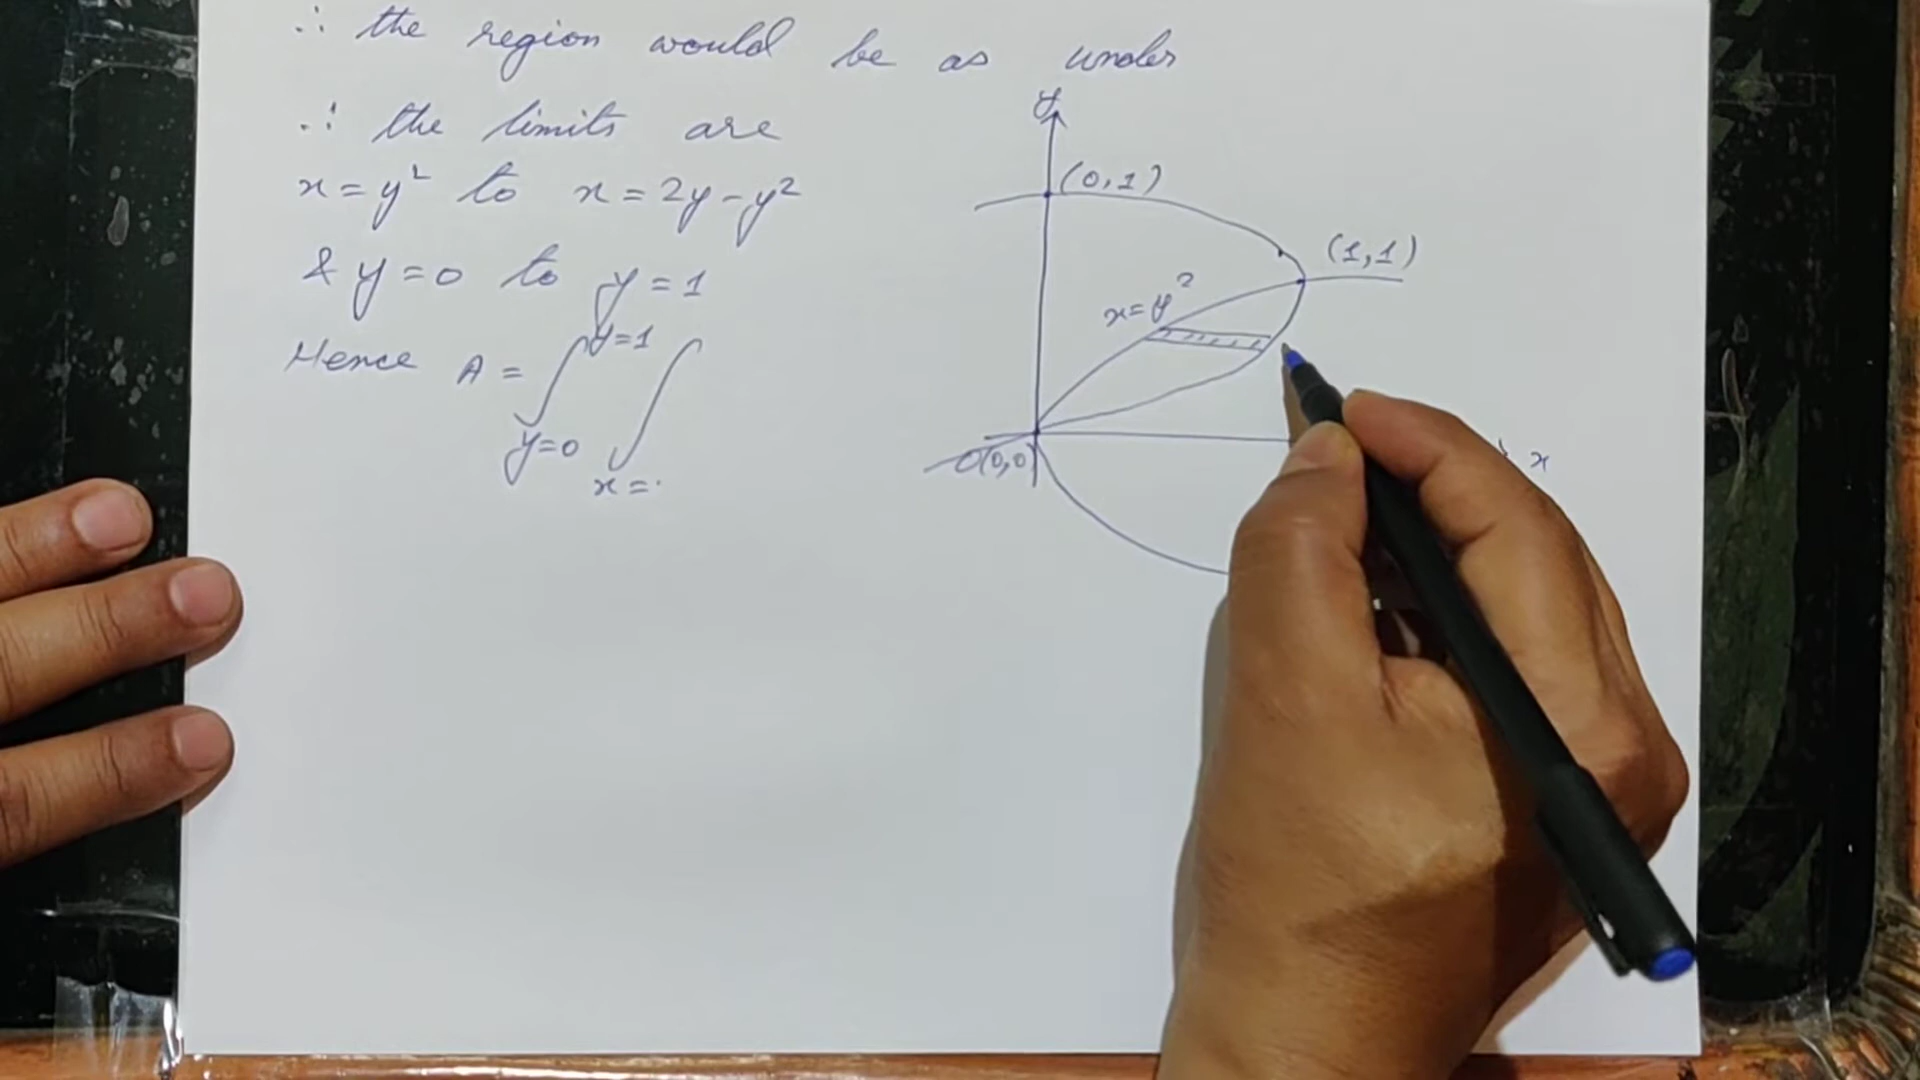 ∴ the region would be as under
∴ the limits are
x = y² to x = 2y - y²
& y = 0 to y = 1
Hence A = ∫ y=1 ∫
y=0 x = .
y
(0,1)
(1,1)
x = y²
O(0,0)
x